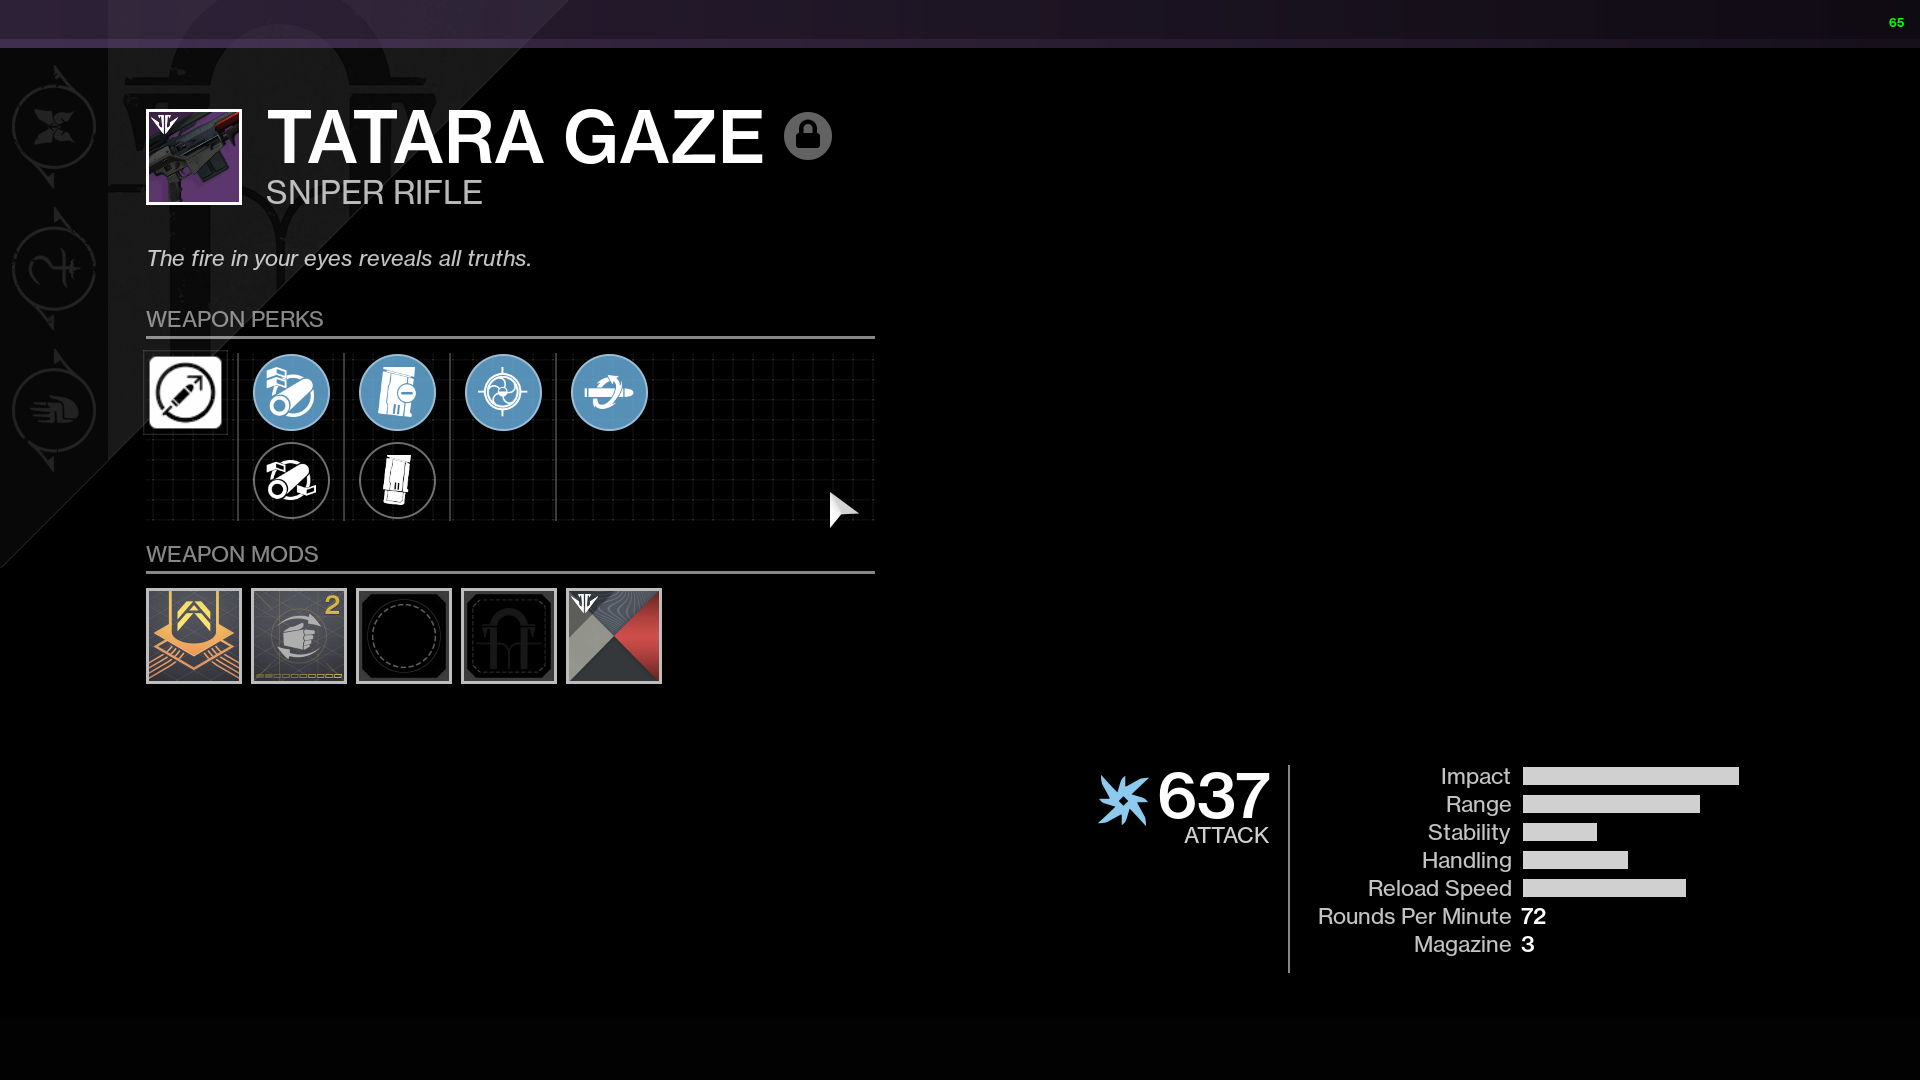 65
TATARA GAZE
SNIPER RIFLE
The fire in your eyes reveals all truths.
WEAPON PERKS
WEAPON MODS
2
637
ATTACK
Impact
Range
Stability
Handling
Reload Speed
Rounds Per Minute 72
Magazine 3